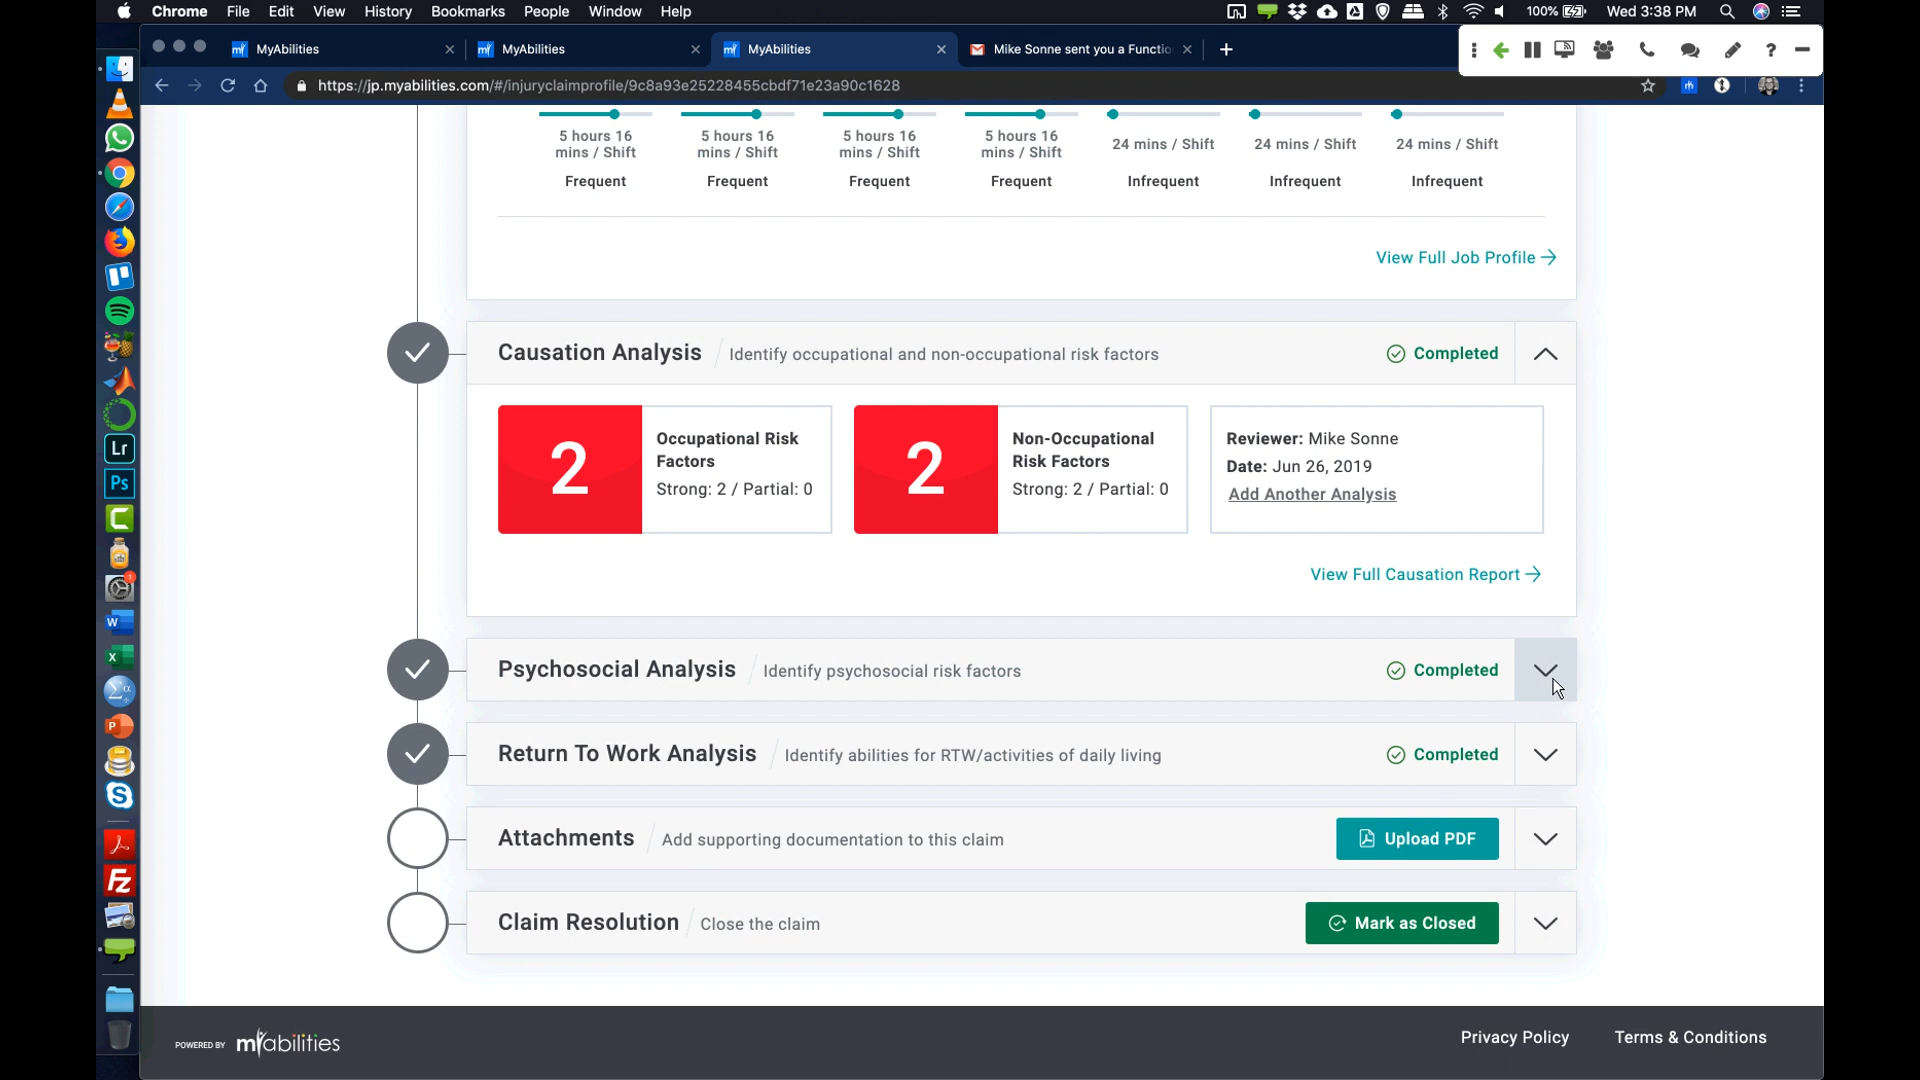 Chrome File Edit View History Bookmarks People Window Help 100% Wed 3:38 PM
MyAbilities MyAbilities MyAbilities Mike Sonne sent you a Functio
https://jp.myabilities.com/#/injuryclaimprofile/9c8a93e25228455cbdf71e23a90c1628
5 hours 16 mins / Shift
Frequent
5 hours 16 mins / Shift
Frequent
5 hours 16 mins / Shift
Frequent
5 hours 16 mins / Shift
Frequent
24 mins / Shift
Infrequent
24 mins / Shift
Infrequent
24 mins / Shift
Infrequent
View Full Job Profile
Causation Analysis / Identify occupational and non-occupational risk factors Completed
2
Occupational Risk
Factors
Strong: 2 / Partial: 0
2
Non-Occupational
Risk Factors
Strong: 2 / Partial: 0
Reviewer: Mike Sonne
Date: Jun 26, 2019
Add Another Analysis
View Full Causation Report
Psychosocial Analysis / Identify psychosocial risk factors Completed
Return To Work Analysis / Identify abilities for RTW/activities of daily living Completed
Attachments / Add supporting documentation to this claim Upload PDF
Claim Resolution / Close the claim Mark as Closed
POWERED BY myabilities
Privacy Policy Terms & Conditions
Lr
Ps